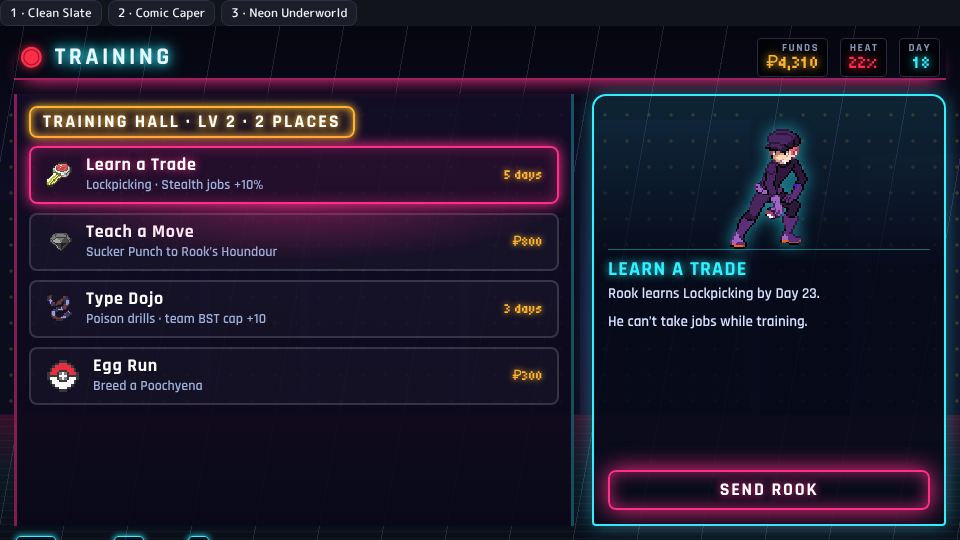 1 · Clean Slate
2 · Comic Caper
3 · Neon Underworld
TRAINING
FUNDS
₽4,310
HEAT
22%
DAY
18
TRAINING HALL · LV 2 · 2 PLACES
Learn a Trade
Lockpicking · Stealth jobs +10%
5 days
Teach a Move
Sucker Punch to Rook's Houndour
₽800
Type Dojo
Poison drills · team BST cap +10
3 days
Egg Run
Breed a Poochyena
₽300
LEARN A TRADE
Rook learns Lockpicking by Day 23.
He can't take jobs while training.
SEND ROOK